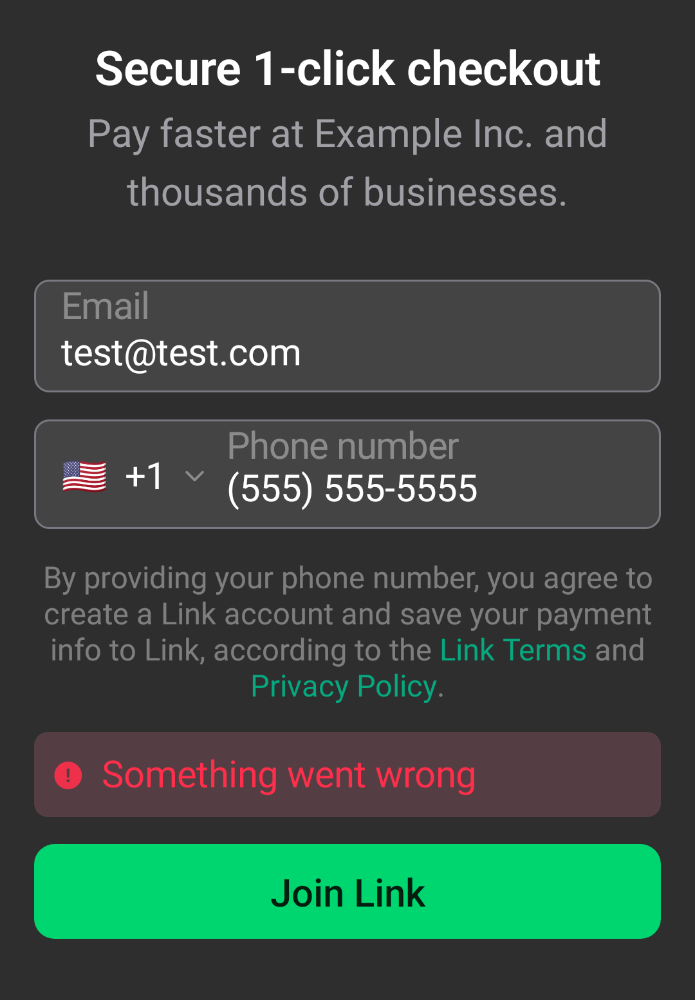 Secure 1-click checkout
Pay faster at Example Inc. and
thousands of businesses.
Email
test@test.com
Phone number
+1 (555) 555-5555
By providing your phone number, you agree to
create a Link account and save your payment
info to Link, according to the Link Terms and
Privacy Policy.
Something went wrong
Join Link